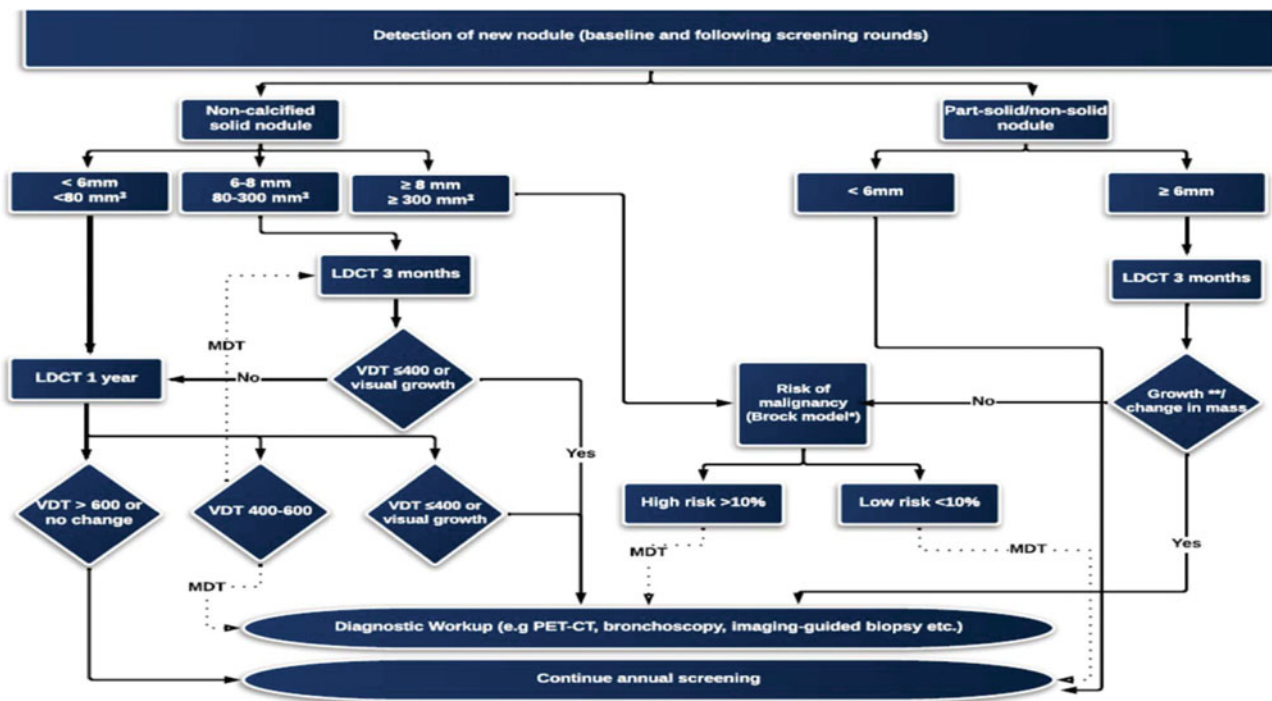 Detection of new nodule (baseline and following screening rounds)
Non-calcified
solid nodule
Part-solid/non-solid
nodule
< 6mm
<80 mm³
6-8 mm
80-300 mm³
≥ 8 mm
≥ 300 mm³
< 6mm
≥ 6mm
LDCT 3 months
LDCT 3 months
MDT
LDCT 1 year
No
VDT ≤400 or
visual growth
Risk of
malignancy
(Brock model*)
No
Growth **/
change in mass
Yes
VDT > 600 or
no change
VDT 400-600
VDT ≤400 or
visual growth
High risk >10%
Low risk <10%
MDT
MDT
Yes
MDT
Diagnostic Workup (e.g PET-CT, bronchoscopy, imaging-guided biopsy etc.)
Continue annual screening